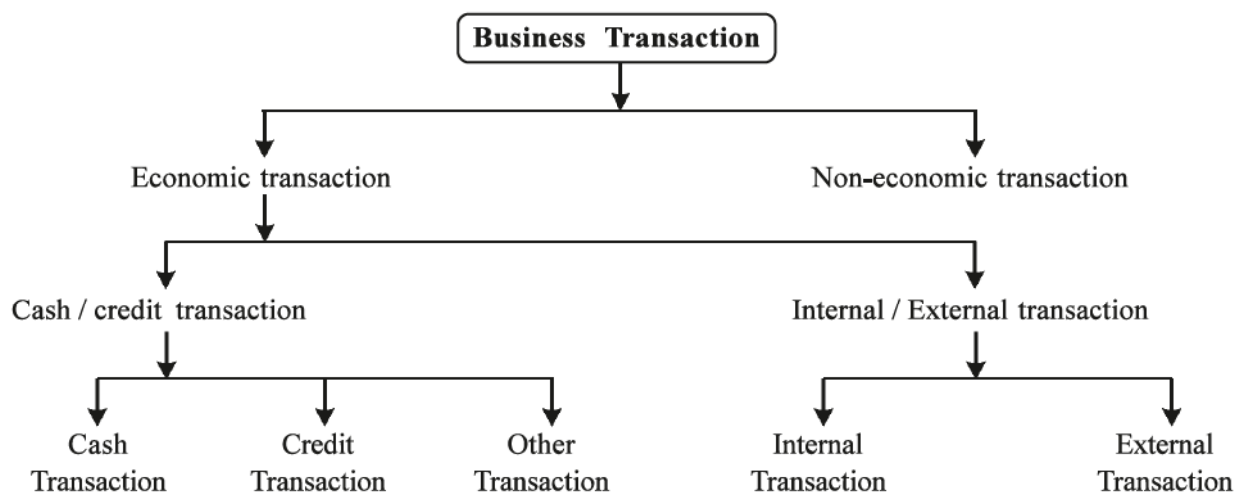 Business Transaction
Economic transaction
Non-economic transaction
Cash / credit transaction
Internal / External transaction
Cash
Transaction
Credit
Transaction
Other
Transaction
Internal
Transaction
External
Transaction